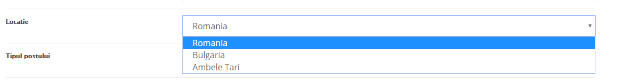 Locatie
Romania
Romania
Bulgaria
Ambele Tari
Tipul postului